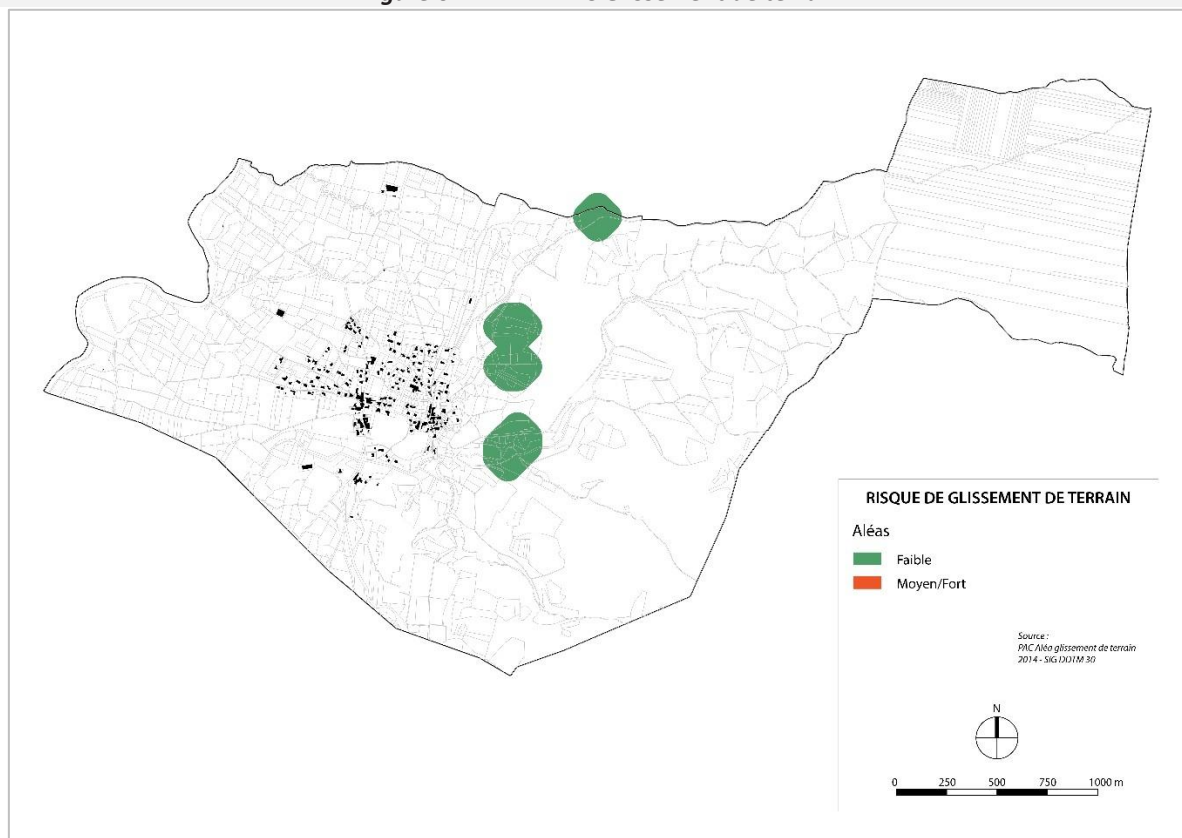 RISQUE DE GLISSEMENT DE TERRAIN
Aléas
Faible
Moyen/Fort
Source :
PAC Aléa glissement de terrain
2014 - SIG DDTM 30
N
0 250 500 750 1000 m